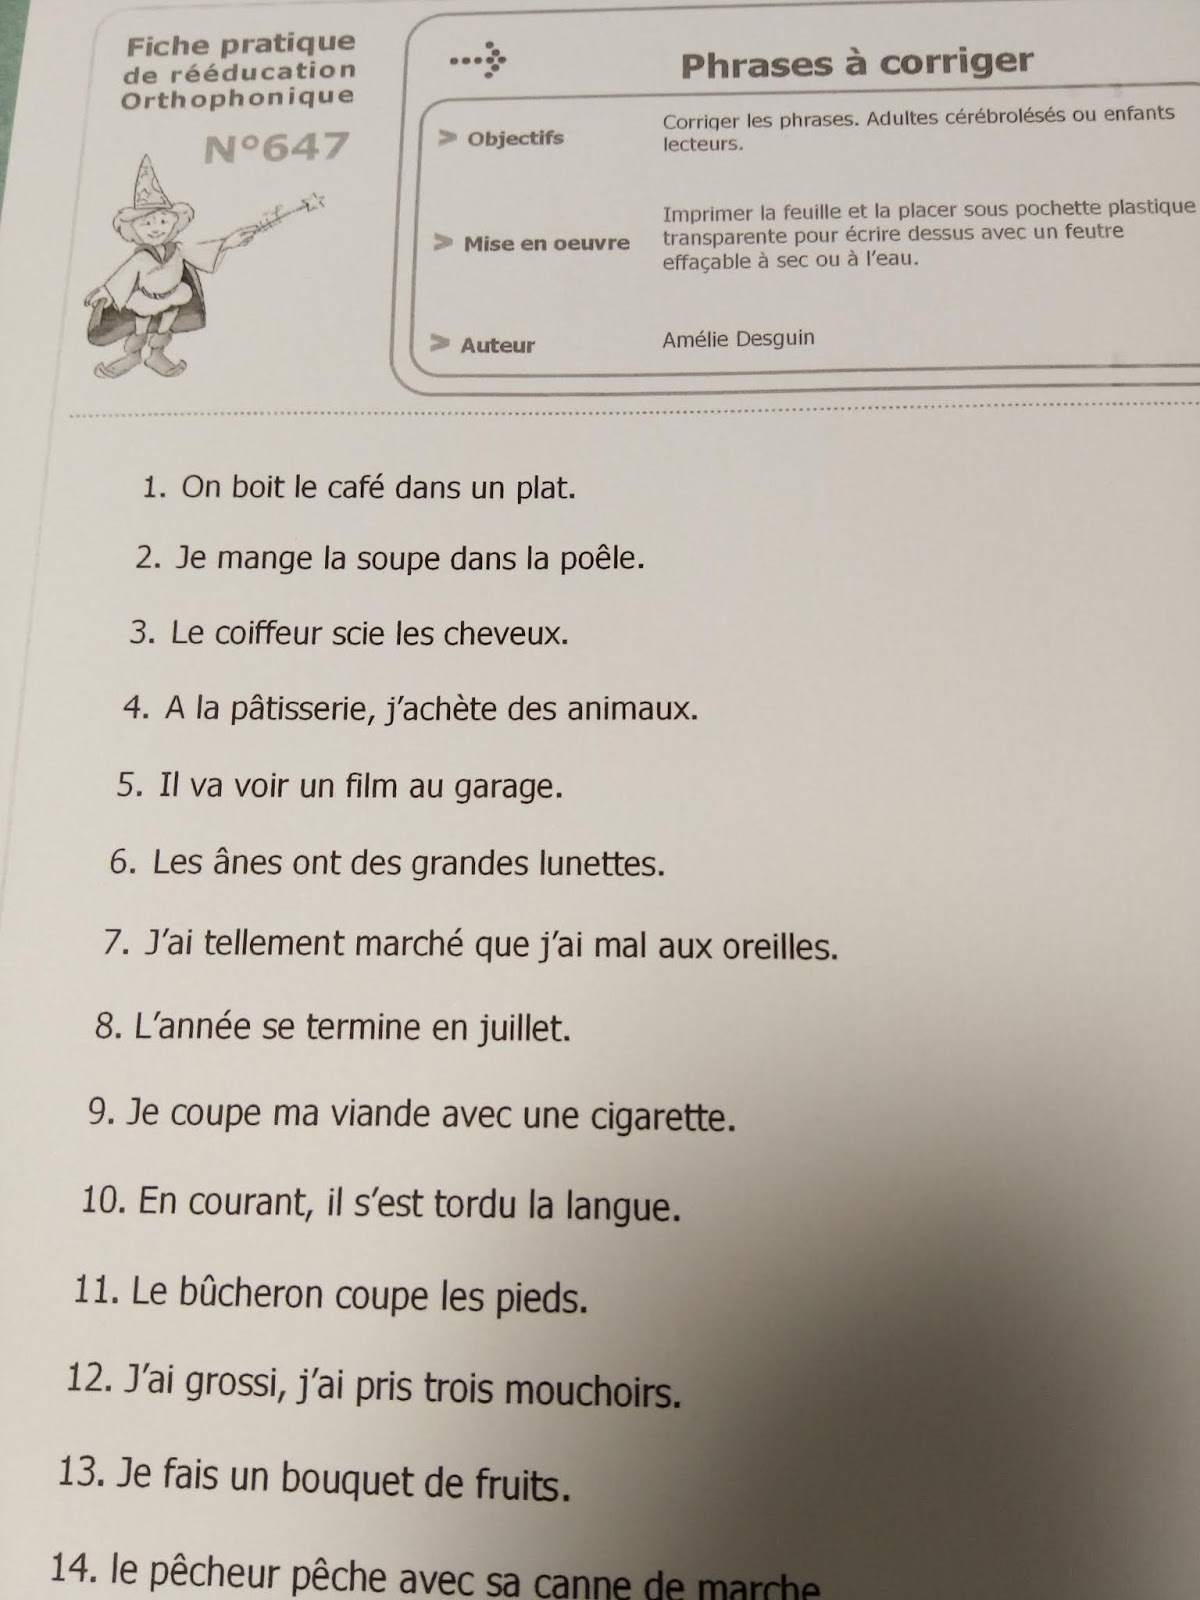 Fiche pratique
de rééducation
Orthophonique
N°647
Phrases à corriger
> Objectifs
Corriger les phrases. Adultes cérébrolésés ou enfants
lecteurs.
> Mise en oeuvre
Imprimer la feuille et la placer sous pochette plastique
transparente pour écrire dessus avec un feutre
effaçable à sec ou à l'eau.
> Auteur
Amélie Desguin
1. On boit le café dans un plat.
2. Je mange la soupe dans la poêle.
3. Le coiffeur scie les cheveux.
4. A la pâtisserie, j'achète des animaux.
5. Il va voir un film au garage.
6. Les ânes ont des grandes lunettes.
7. J'ai tellement marché que j'ai mal aux oreilles.
8. L'année se termine en juillet.
9. Je coupe ma viande avec une cigarette.
10. En courant, il s'est tordu la langue.
11. Le bûcheron coupe les pieds.
12. J'ai grossi, j'ai pris trois mouchoirs.
13. Je fais un bouquet de fruits.
14. le pêcheur pêche avec sa canne de marche